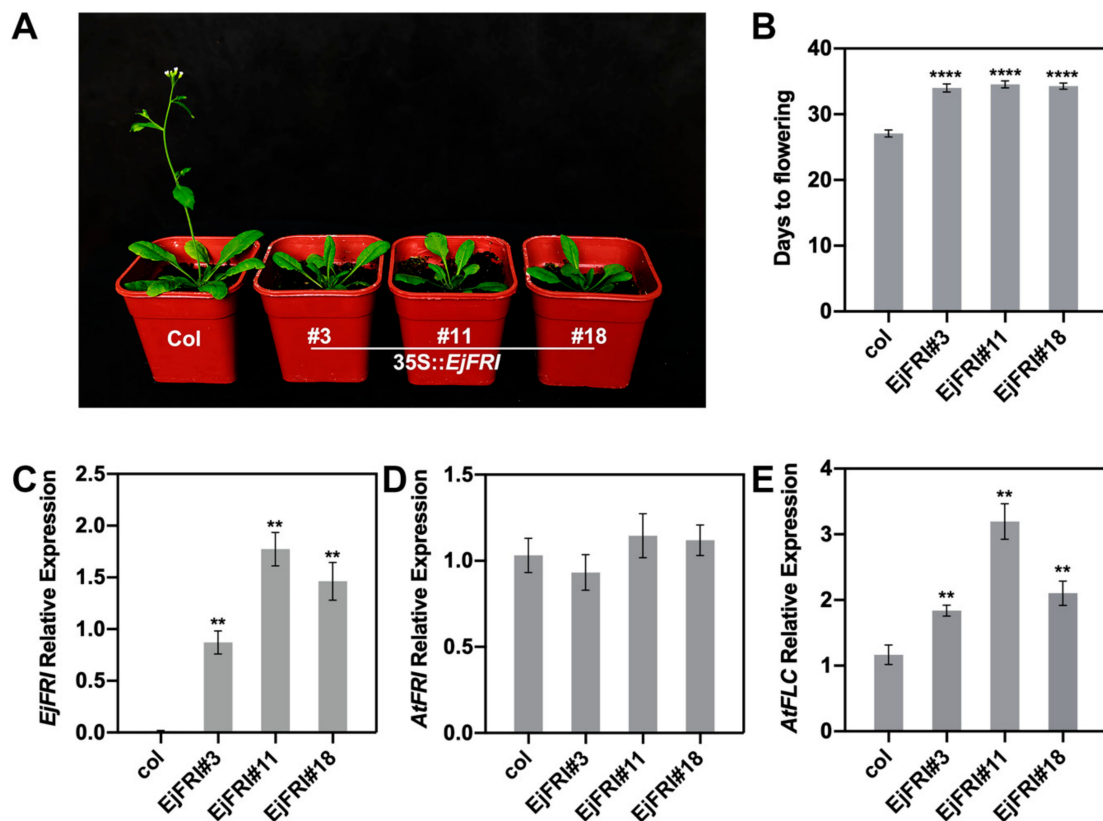 A
Col
#3
#11
#18
35S::EjFRI
B
Days to flowering
40
30
20
10
0
****
****
****
col
EjFRI#3
EjFRI#11
EjFRI#18
C
EjFRI Relative Expression
2.5
2.0
1.5
1.0
0.5
0.0
**
**
**
col
EjFRI#3
EjFRI#11
EjFRI#18
D
AtFRI Relative Expression
1.5
1.0
0.5
0.0
col
EjFRI#3
EjFRI#11
EjFRI#18
E
AtFLC Relative Expression
4
3
2
1
0
**
**
**
col
EjFRI#3
EjFRI#11
EjFRI#18